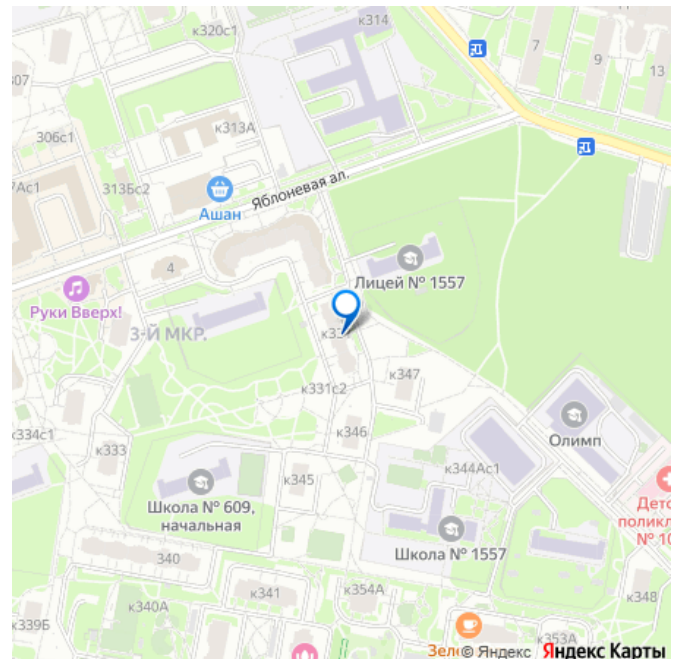 к320с1
к314
7
9
13
307
306с1
к313А
7Ас1
313Бс2
Ашан
Яблоневая ал.
Лицей № 1557
4
Руки Вверх!
3-Й МКР.
к331с2
к347
к334с1
к333
к346
Олимп
к345
к344Ас1
Школа № 609,
начальная
Школа № 1557
340
к341
к354А
к348
к340А
к339Б
к353А
© Яндекс
Яндекс Карты